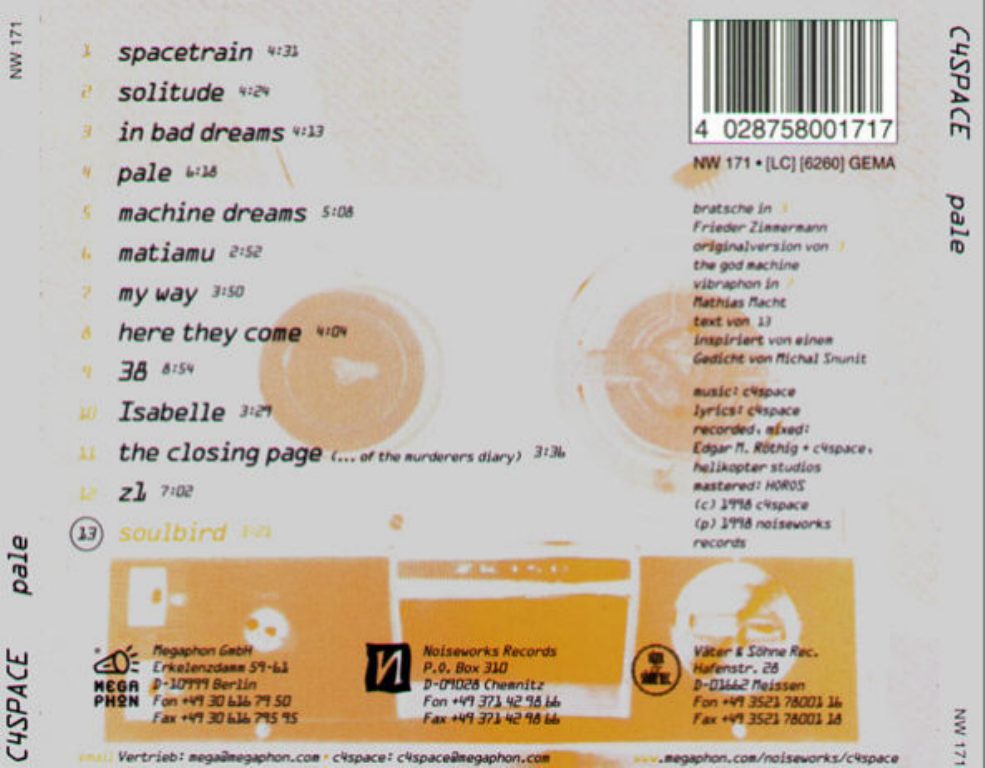 NW 171
C4SPACE pale
1 spacetrain 4:31
2 solitude 4:24
3 in bad dreams 4:13
4 pale 6:18
5 machine dreams 5:08
6 matiamu 2:52
7 my way 3:50
8 here they come 4:04
9 38 8:54
10 Isabelle 3:29
11 the closing page (... of the murderers diary) 3:36
12 zl 7:02
13 soulbird
4 028758001717
NW 171 • [LC] [6260] GEMA
bratsche in
Frieder Zimmermann
originalversion von
the god machine
vibraphon in
Mathias Macht
text von 13
inspiriert von einem
Gedicht von Michal Snunit
music: c4space
lyrics: c4space
recorded, mixed:
Edgar M. Röthig + c4space,
helikopter studios
mastered: HOROS
(c) 1998 c4space
(p) 1998 noiseworks
records
MEGA
PHON
Megaphon GmbH
Erkelenzdamm 59-61
D-10999 Berlin
Fon +49 30 616 79 50
Fax +49 30 616 795 95
Noiseworks Records
P.O. Box 310
D-09028 Chemnitz
Fon +49 371 42 98 66
Fax +49 371 42 98 66
Väter & Söhne Rec.
Hafenstr. 28
D-01662 Meissen
Fon +49 3521 78001 16
Fax +49 3521 78001 18
email Vertrieb: mega@megaphon.com • c4space: c4space@megaphon.com
www.megaphon.com/noiseworks/c4space
C4SPACE pale
NW 171